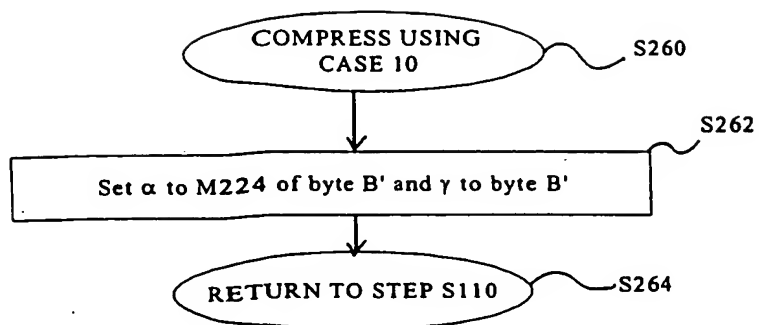 COMPRESS USING
CASE 10
S260
S262
Set α to M224 of byte B' and γ to byte B'
RETURN TO STEP S110
S264